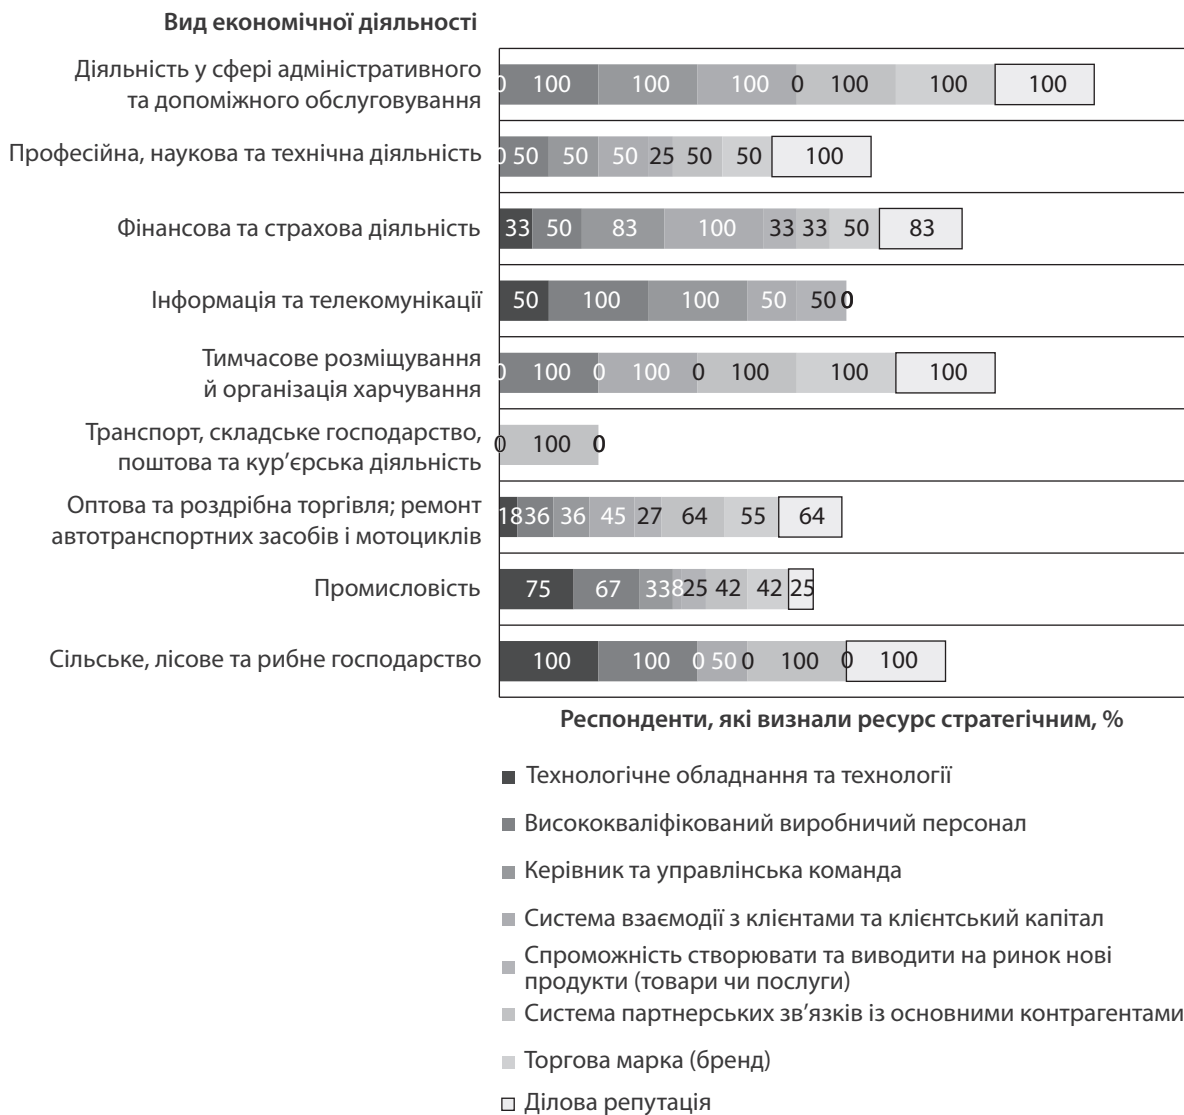 Вид економічної діяльності
Діяльність у сфері адміністративного
та допоміжного обслуговування
0 100 100 100 0 100 100 100
Професійна, наукова та технічна діяльність
0 50 50 50 25 50 50 100
Фінансова та страхова діяльність
33 50 83 100 33 33 50 83
Інформація та телекомунікації
50 100 100 50 50 0
Тимчасове розміщування
й організація харчування
0 100 0 100 0 100 100 100
Транспорт, складське господарство,
поштова та кур’єрська діяльність
0 100 0
Оптова та роздрібна торгівля; ремонт
автотранспортних засобів і мотоциклів
18 36 36 45 27 64 55 64
Промисловість
75 67 33 8 25 42 42 25
Сільське, лісове та рибне господарство
100 100 0 50 0 100 0 100
Респонденти, які визнали ресурс стратегічним, %
Технологічне обладнання та технології
Висококваліфікований виробничий персонал
Керівник та управлінська команда
Система взаємодії з клієнтами та клієнтський капітал
Спроможність створювати та виводити на ринок нові
продукти (товари чи послуги)
Система партнерських зв’язків із основними контрагентами
Торгова марка (бренд)
Ділова репутація